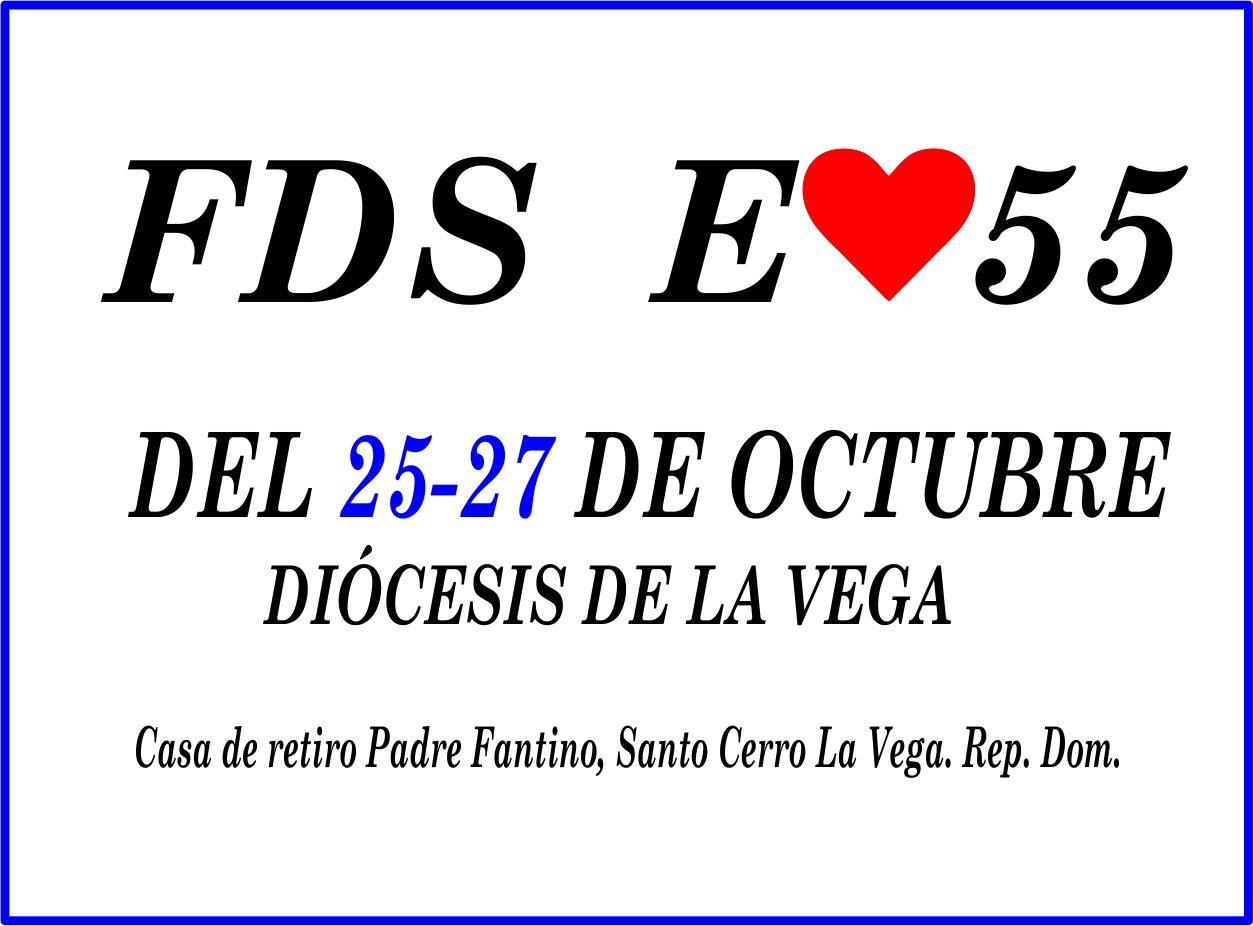 FDS E❤55
DEL 25-27 DE OCTUBRE
DIÓCESIS DE LA VEGA
Casa de retiro Padre Fantino, Santo Cerro La Vega. Rep. Dom.